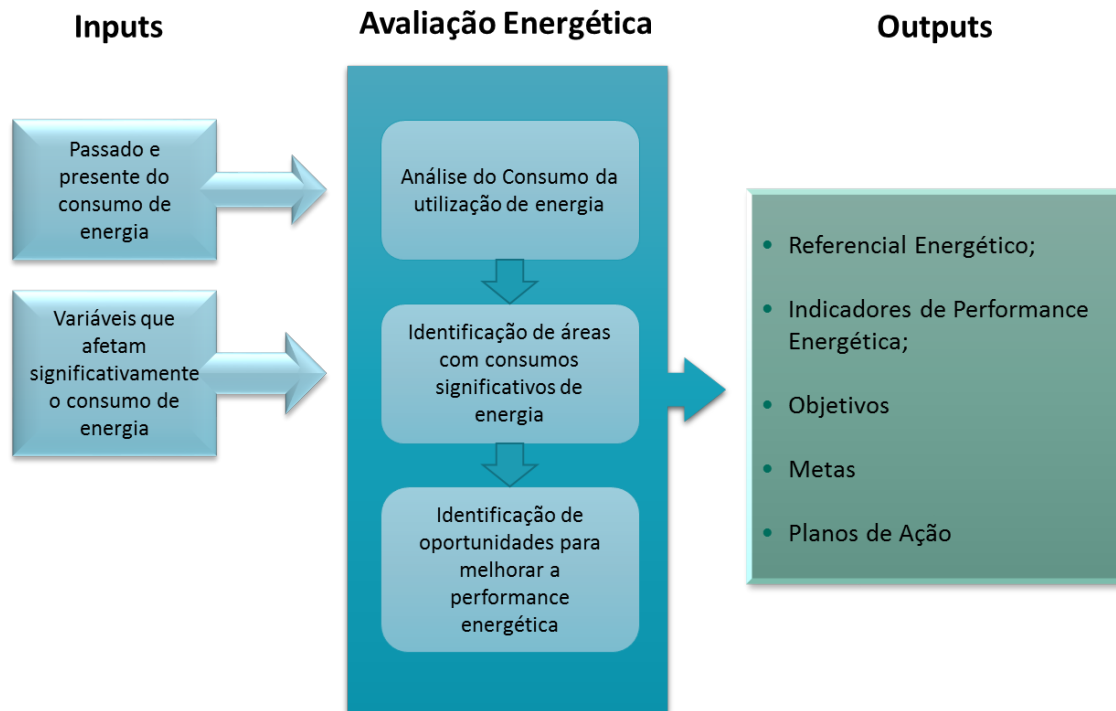 Inputs
Avaliação Energética
Outputs
Passado e
presente do
consumo de
energia
Variáveis que
afetam
significativamente
o consumo de
energia
Análise do Consumo da
utilização de energia
Identificação de áreas
com consumos
significativos de
energia
Identificação de
oportunidades para
melhorar a
performance
energética
• Referencial Energético;
• Indicadores de Performance
Energética;
• Objetivos
• Metas
• Planos de Ação